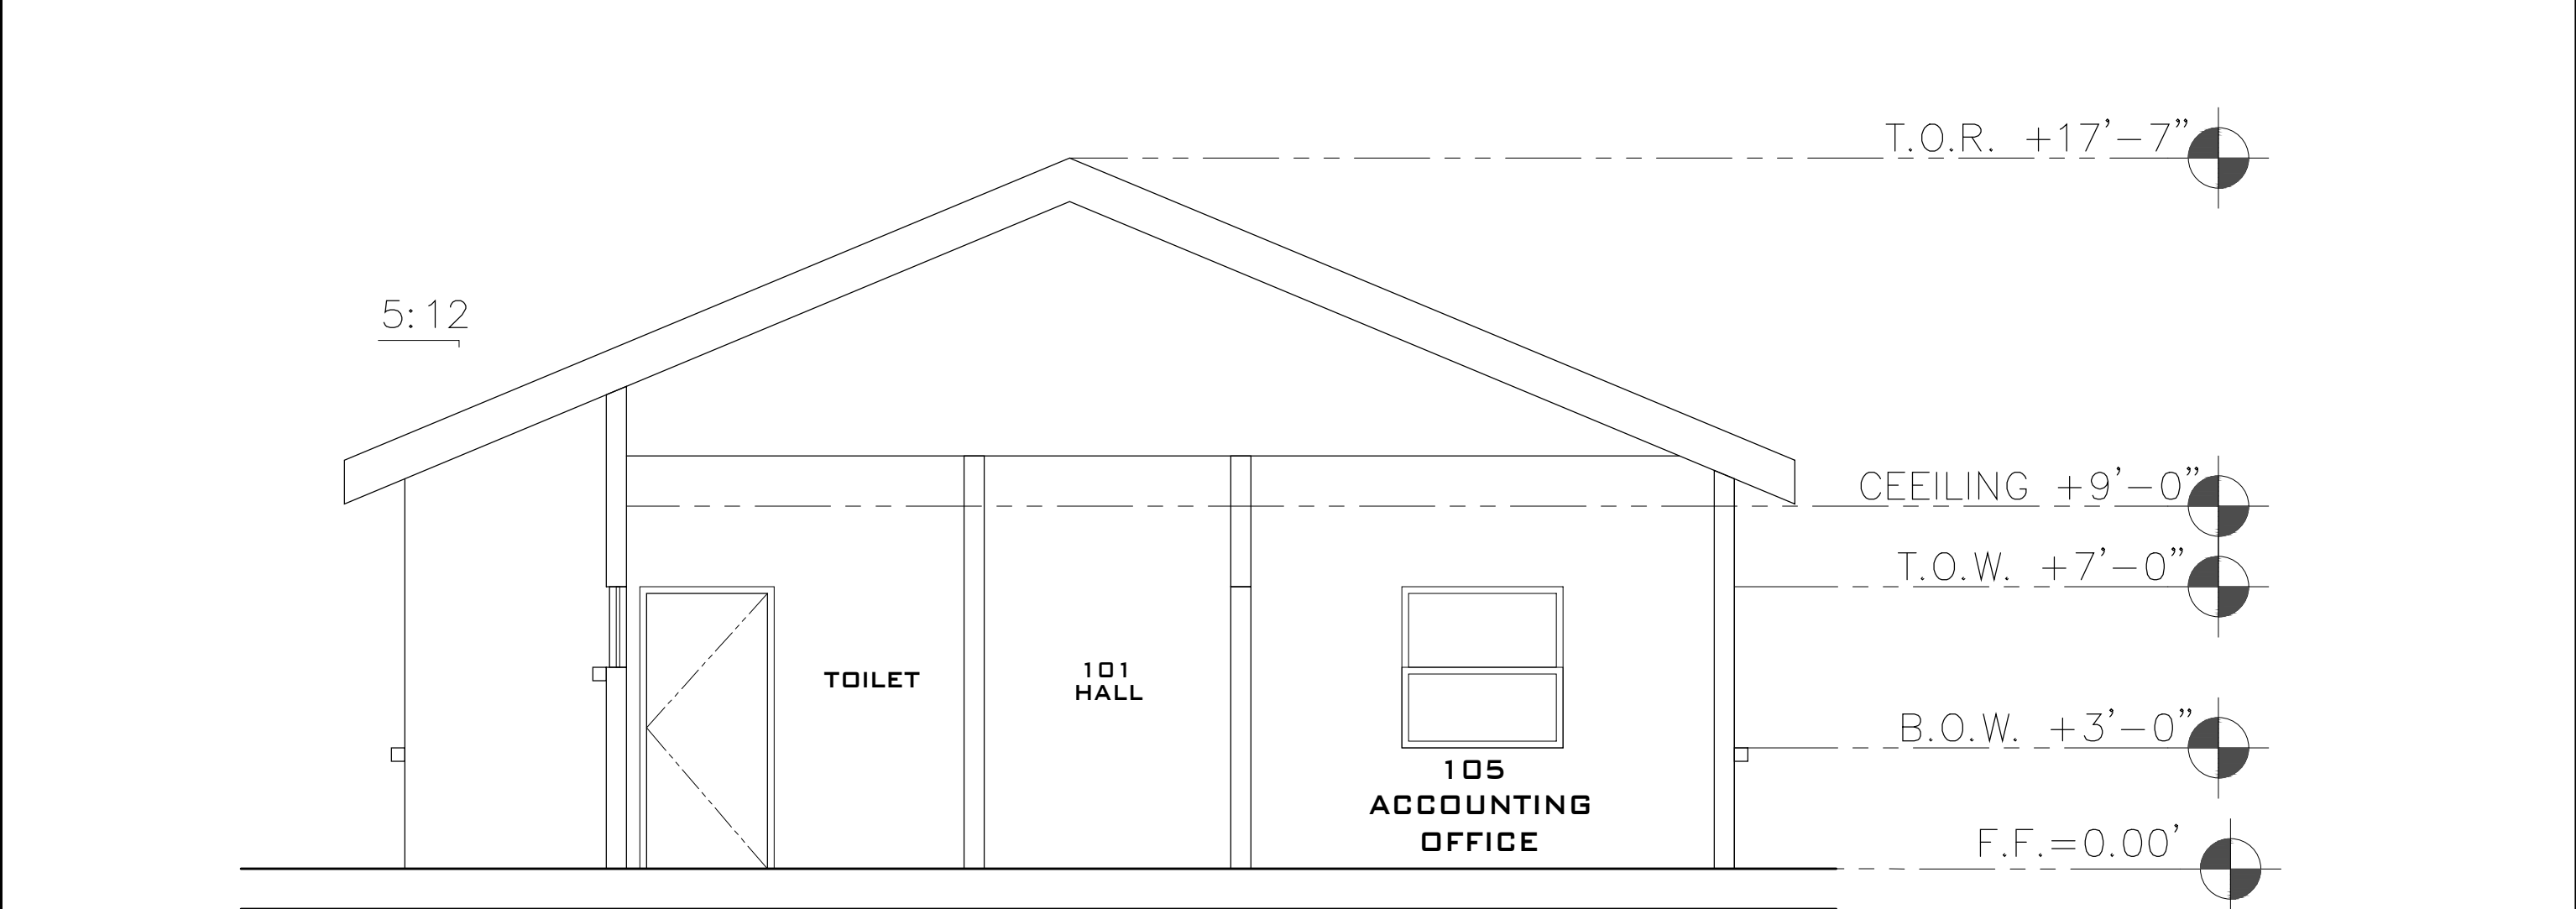 T.O.R. +17'-7"
5:12
CEEILING +9'-0"
T.O.W. +7'-0"
TOILET
101
HALL
B.O.W. +3'-0"
105
ACCOUNTING
OFFICE
F.F.=0.00'